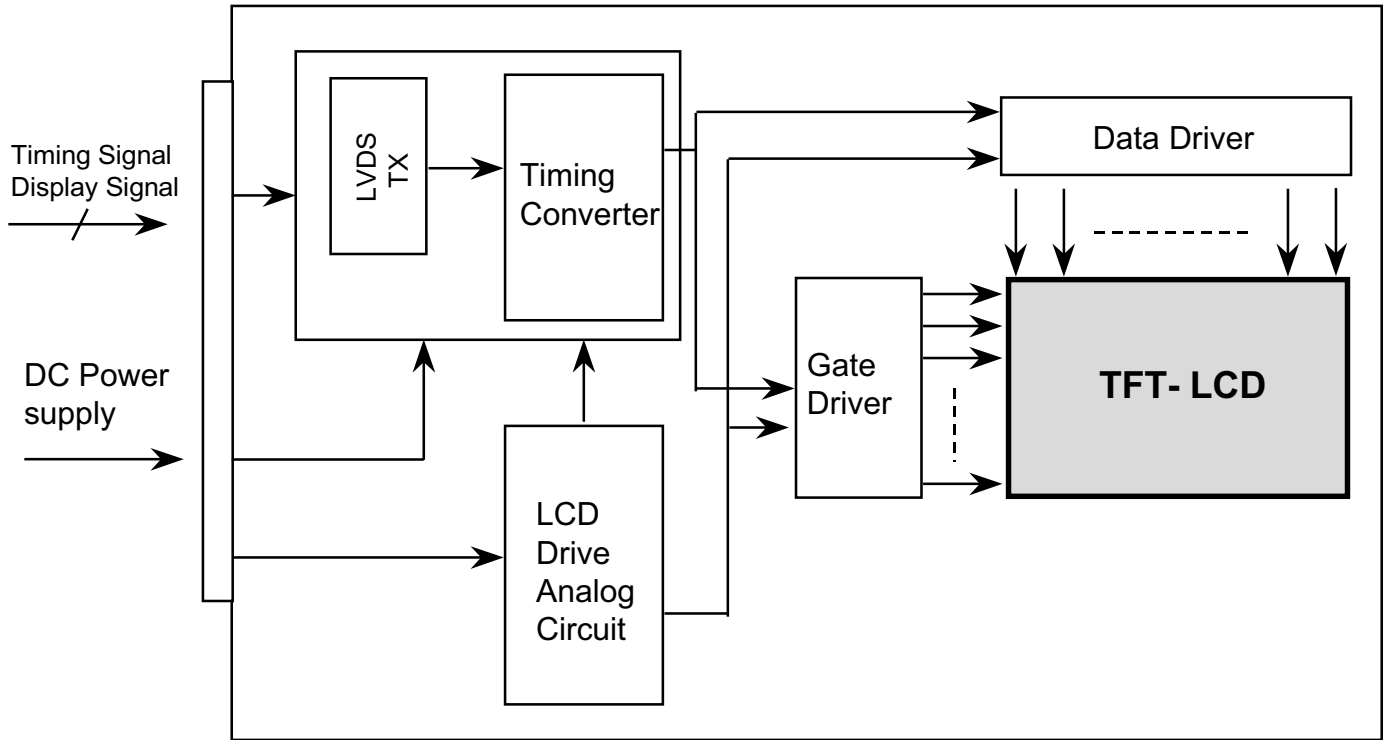 Timing Signal
Display Signal
DC Power
supply
LVDS
TX
Timing
Converter
LCD
Drive
Analog
Circuit
Gate
Driver
Data Driver
TFT- LCD